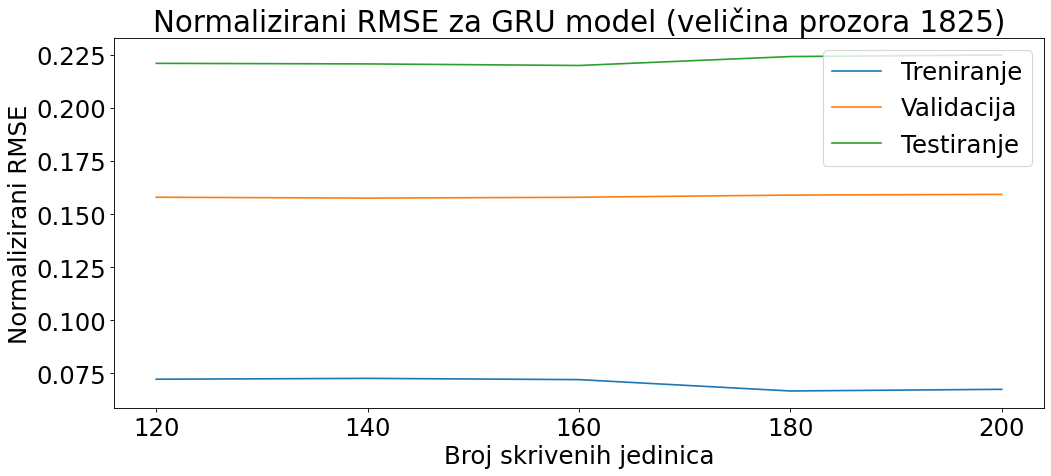 Normalizirani RMSE za GRU model (veličina prozora 1825)
Normalizirani RMSE
0.225
0.200
0.175
0.150
0.125
0.100
0.075
Treniranje
Validacija
Testiranje
120
140
160
180
200
Broj skrivenih jedinica